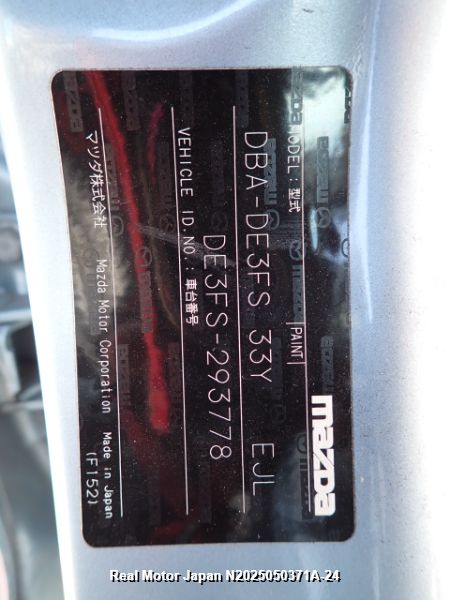 mazda
MODEL:型式 PAINT
DBA-DE3FS 33Y EJL
VEHICLE ID.NO.:車台番号
DE3FS-293778
マツダ株式会社 Mazda Motor Corporation Made in Japan
(F152)
Real Motor Japan N2025050371A-24